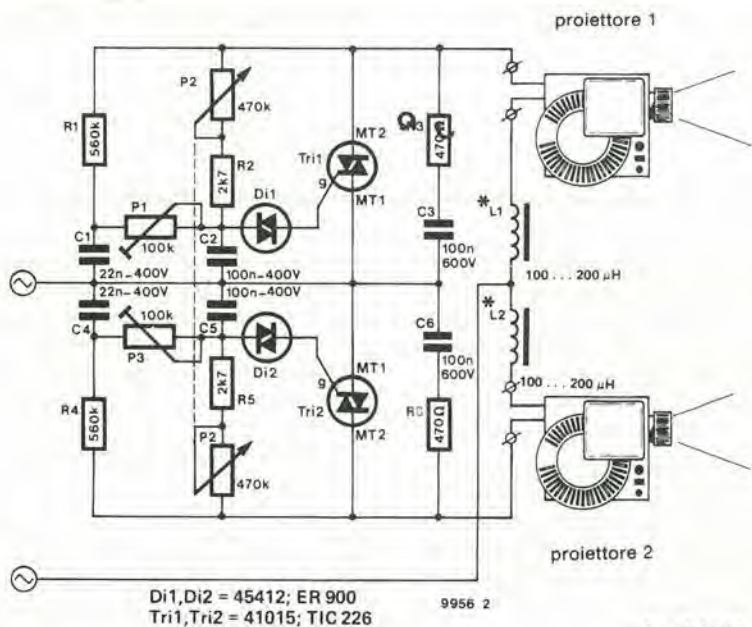 proiettore 1
P2
470k
R1
560k
R2
2k7
MT2
Tri1
g
MT1
Di1
470Ω
P1
100k
C1
22n-400V
C2
100n-400V
C3
100n
600V
*
L1
100 ... 200 µH
22n-400V
C4
100n-400V
C5
100k
P3
Di2
C6
100n
600V
*
L2
100 ... 200 µH
R4
560k
2k7
R5
g
MT1
Tri2
MT2
470Ω
P2
470k
proiettore 2
Di1,Di2 = 45412; ER 900
Tri1,Tri2 = 41015; TIC 226
9956 2